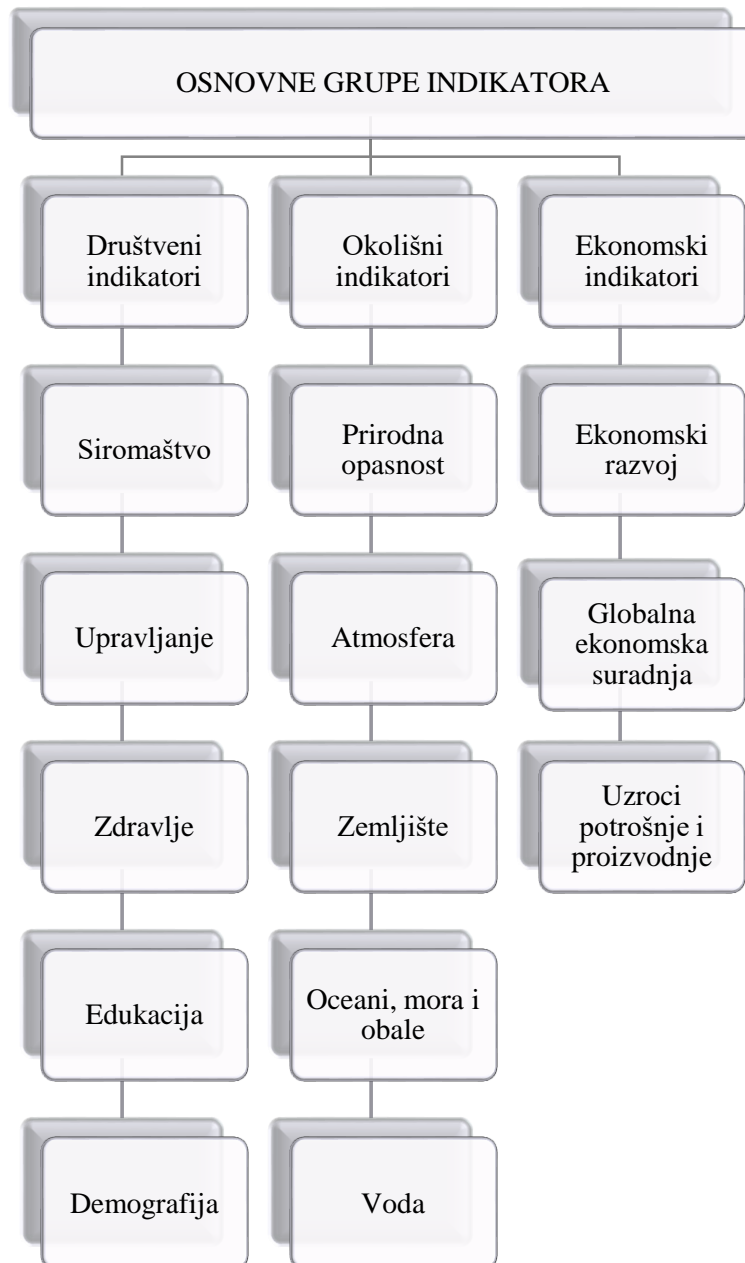 OSNOVNE GRUPE INDIKATORA
Društveni
indikatori
Siromaštvo
Upravljanje
Zdravlje
Edukacija
Demografija
Okolišni
indikatori
Prirodna
opasnost
Atmosfera
Zemljište
Oceani, mora i
obale
Voda
Ekonomski
indikatori
Ekonomski
razvoj
Globalna
ekonomska
suradnja
Uzroci
potrošnje i
proizvodnje